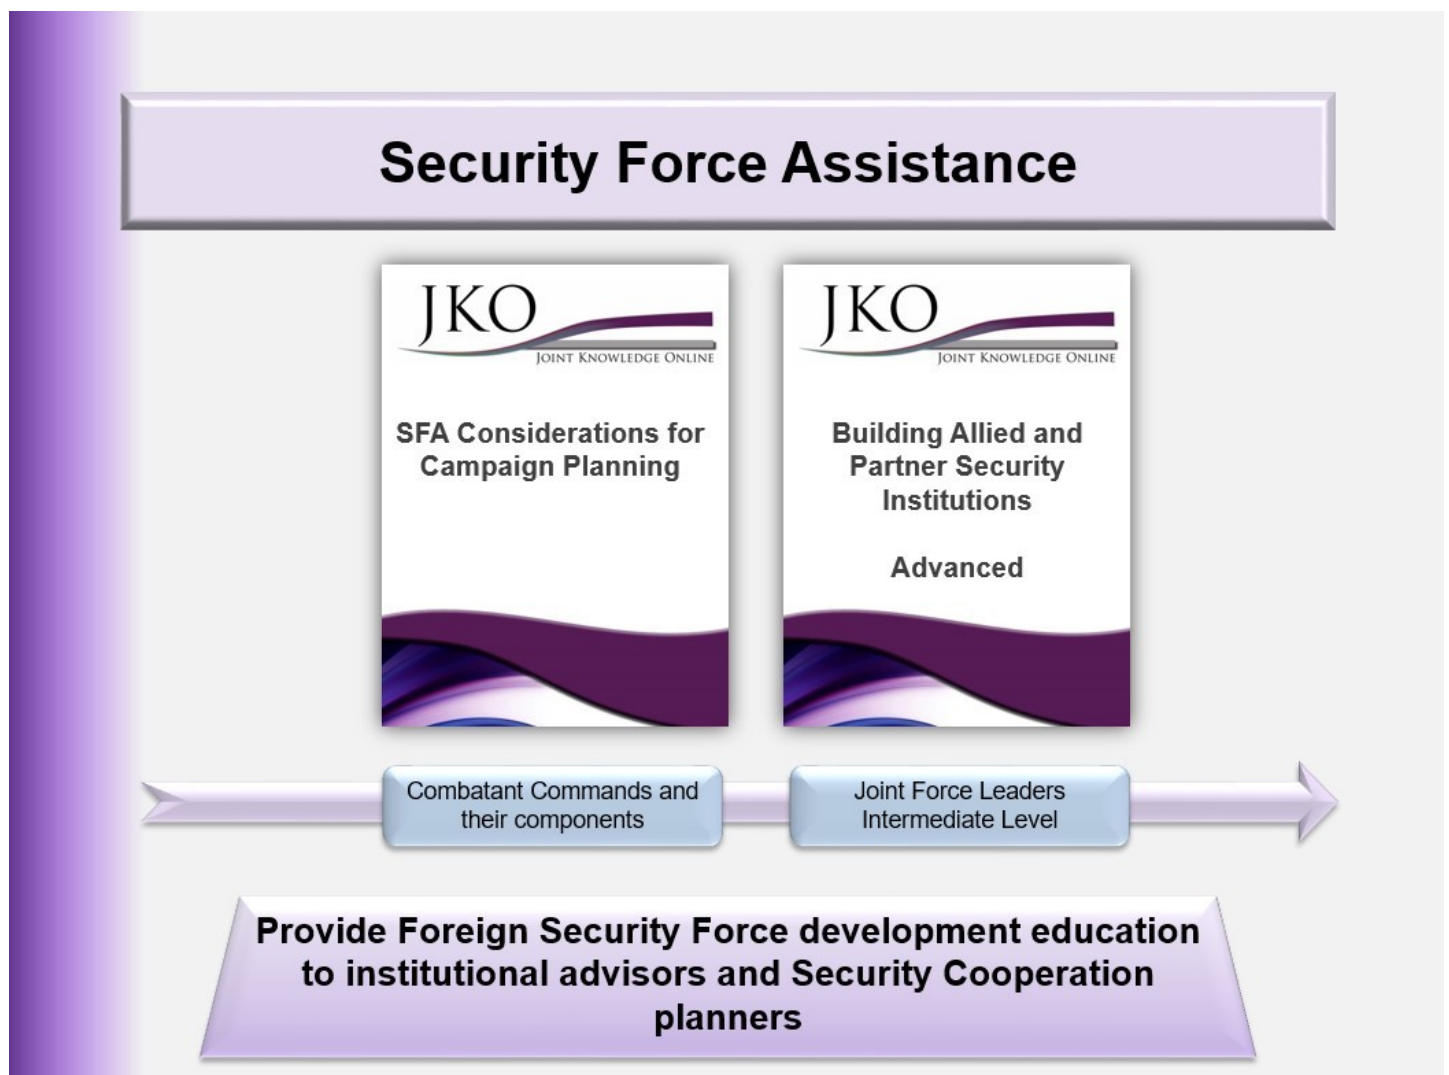 Security Force Assistance
JKO
JOINT KNOWLEDGE ONLINE
SFA Considerations for
Campaign Planning
JKO
JOINT KNOWLEDGE ONLINE
Building Allied and
Partner Security
Institutions
Advanced
Combatant Commands and
their components
Joint Force Leaders
Intermediate Level
Provide Foreign Security Force development education
to institutional advisors and Security Cooperation
planners